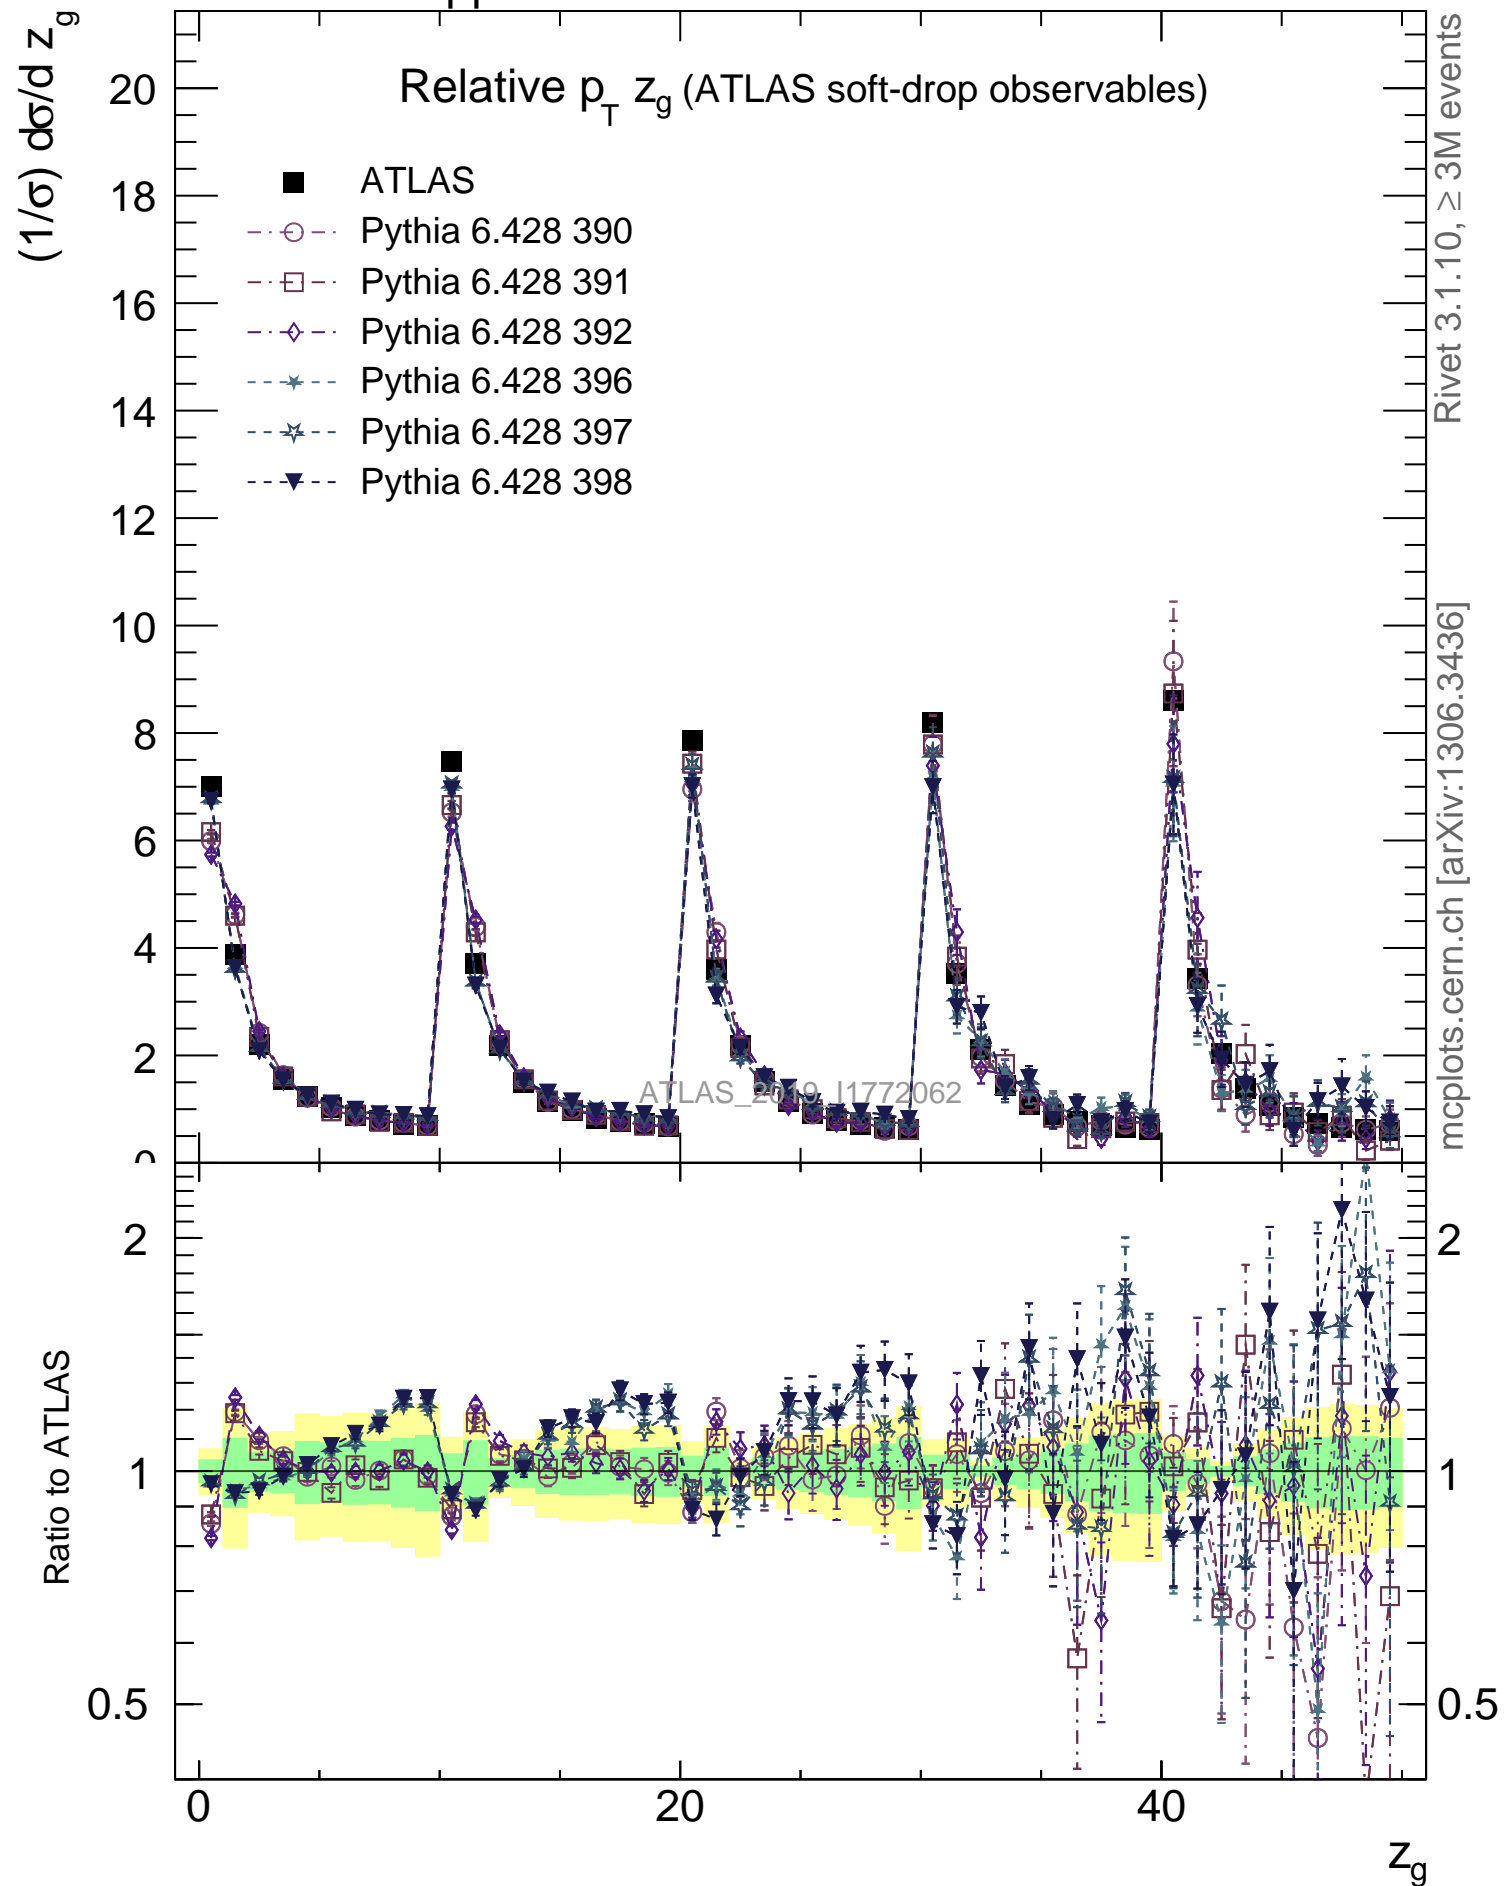 pp
(1/σ) dσ/d z_g
Relative p_T z_g (ATLAS soft-drop observables)
ATLAS
Pythia 6.428 390
Pythia 6.428 391
Pythia 6.428 392
Pythia 6.428 396
Pythia 6.428 397
Pythia 6.428 398
20
18
16
14
12
10
8
6
4
2
0
ATLAS_2019_I1772062
Rivet 3.1.10, ≥ 3M events
mcplots.cern.ch [arXiv:1306.3436]
Ratio to ATLAS
2
1
0.5
2
1
0.5
0
20
40
z_g